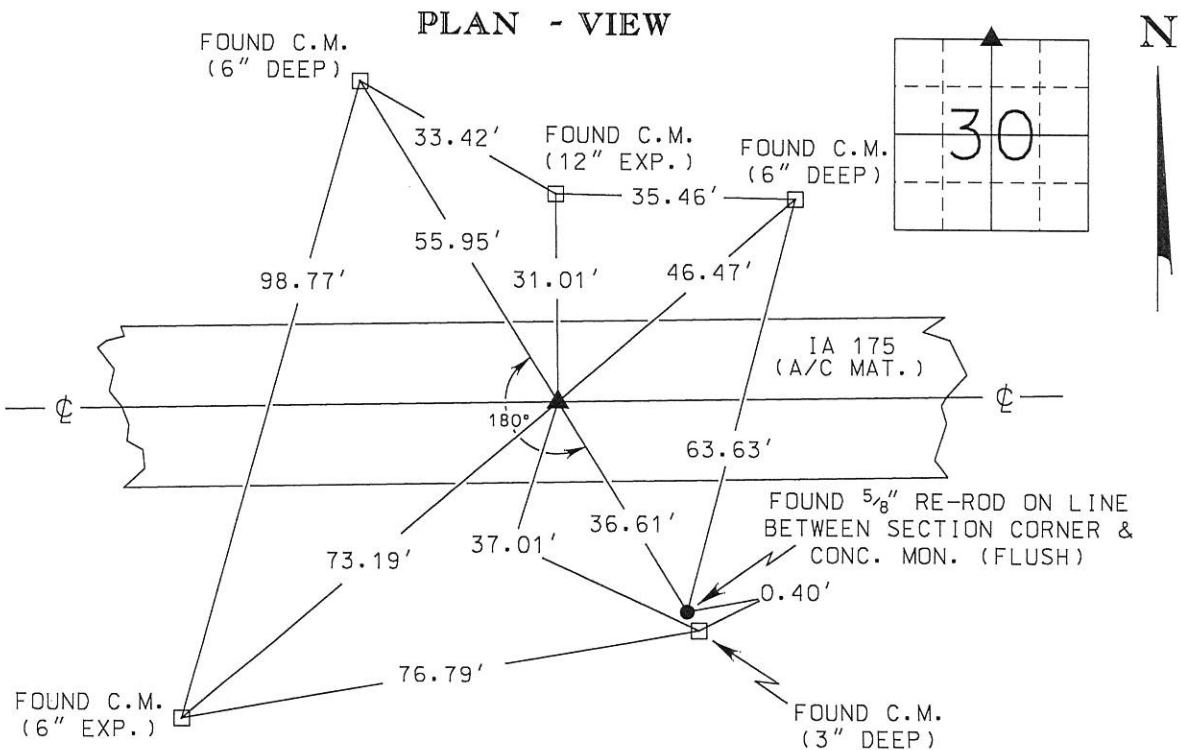 PLAN - VIEW
N
FOUND C.M.
(6" DEEP)
30
33.42'
FOUND C.M.
(12" EXP.)
FOUND C.M.
(6" DEEP)
35.46'
55.95'
98.77'
31.01'
46.47'
IA 175
(A/C MAT.)
℄
℄
180°
63.63'
FOUND 5/8" RE-ROD ON LINE
BETWEEN SECTION CORNER &
CONC. MON. (FLUSH)
36.61'
37.01'
73.19'
0.40'
76.79'
FOUND C.M.
(6" EXP.)
FOUND C.M.
(3" DEEP)